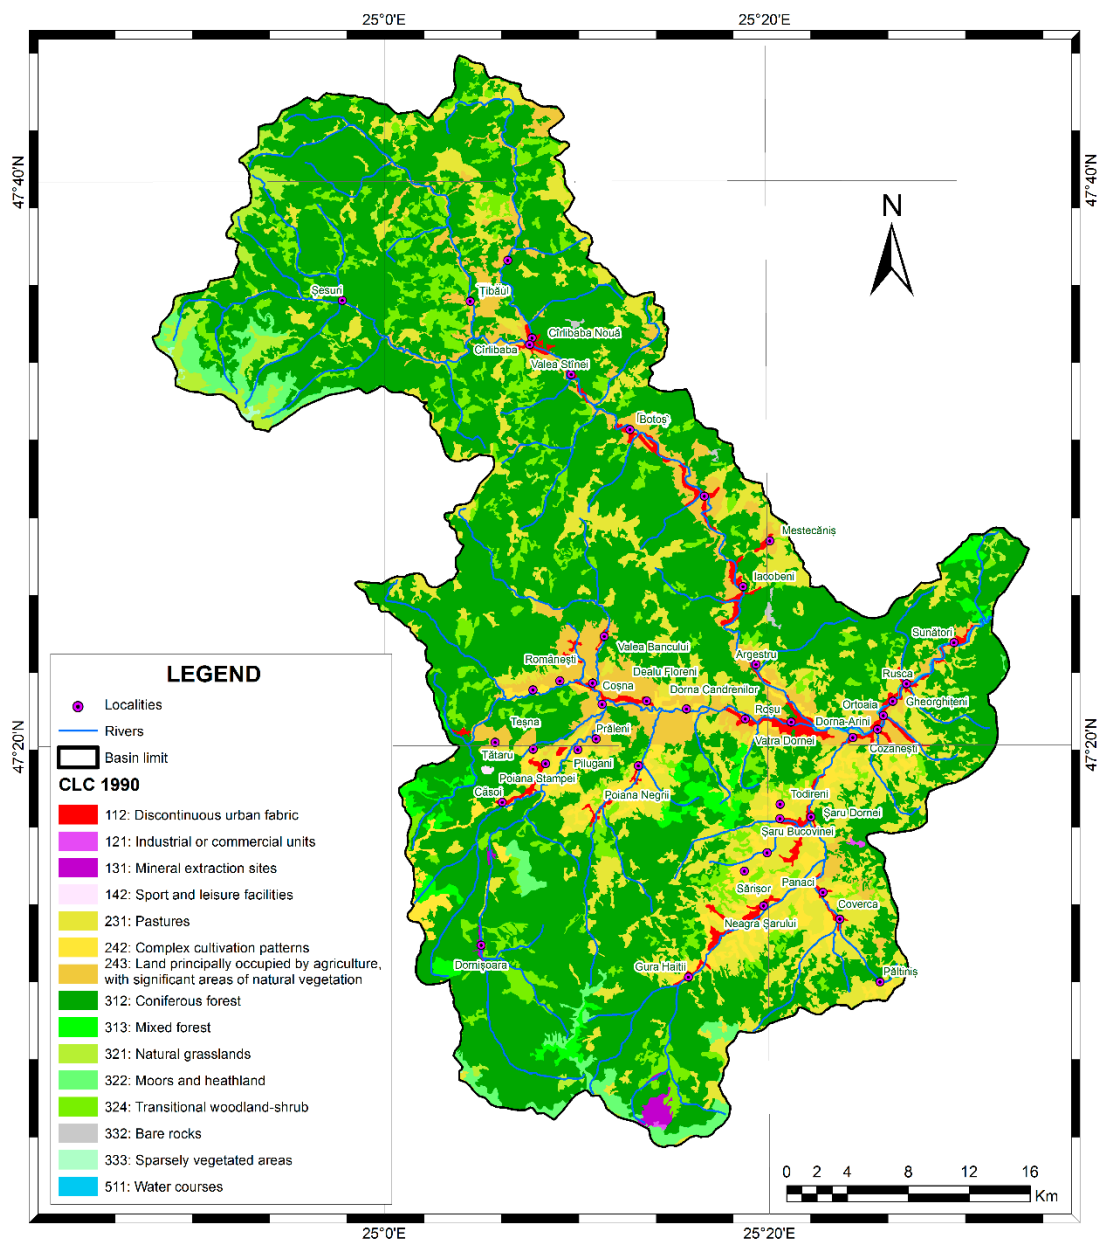 25°0'E
25°20'E
47°40'N
47°40'N
N
Șesuri
Țibăul
Cîrlibaba Nouă
Cîrlibaba
Valea Stînei
Botoș
Mestecăniș
Iacobeni
Sunători
Argestru
Valea Bancului
Românești
Dealu Floreni
Rusca
Coșna
Dorna Candrenilor
Gheorghițeni
Ortoaia
Roșu
Teșna
Dorna-Arini
Prăleni
Vatra Dornei
Cozănești
47°20'N
47°20'N
Tătaru
Pilugani
Poiana Stampei
Căsoi
Poiana Negrii
Todireni
Șaru Dornei
Șaru Bucovinei
Panaci
Sărișor
Coverca
Neagra Șarului
Gura Haitii
Domișoara
Păltiniș
LEGEND
Localities
Rivers
Basin limit
CLC 1990
112: Discontinuous urban fabric
121: Industrial or commercial units
131: Mineral extraction sites
142: Sport and leisure facilities
231: Pastures
242: Complex cultivation patterns
243: Land principally occupied by agriculture,
with significant areas of natural vegetation
312: Coniferous forest
313: Mixed forest
321: Natural grasslands
322: Moors and heathland
324: Transitional woodland-shrub
332: Bare rocks
333: Sparsely vegetated areas
511: Water courses
0 2 4 8 12 16
Km
25°0'E
25°20'E